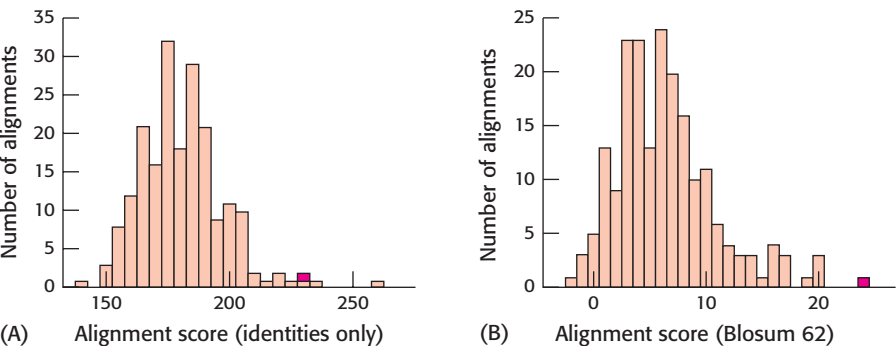 Number of alignments
35
30
25
20
15
10
5
0
150 200 250
(A) Alignment score (identities only)
Number of alignments
25
20
15
10
5
0
0 10 20
(B) Alignment score (Blosum 62)